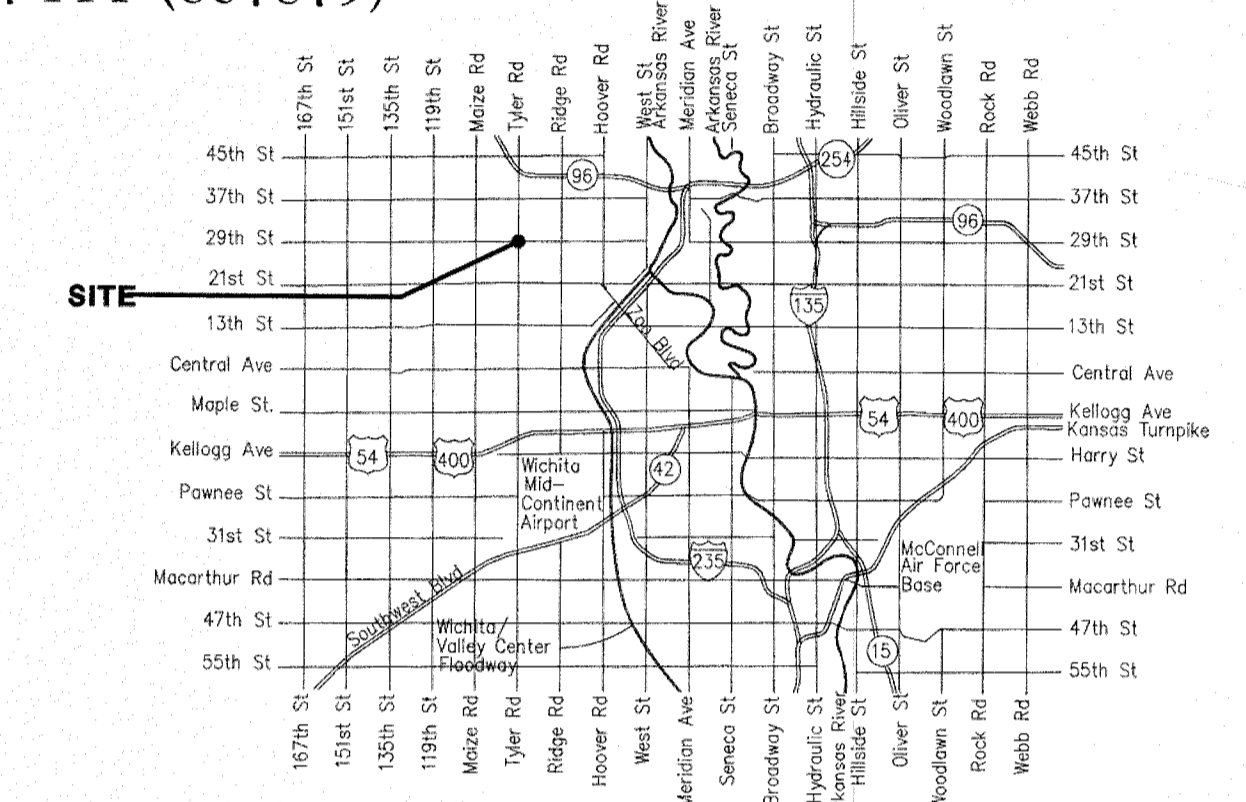 167th St
151st St
135th St
119th St
Maize Rd
Tyler Rd
Ridge Rd
Hoover Rd
West St
Arkansas River
Meridian Ave
Arkansas River
Seneca St
Broadway St
Hydraulic St
Hillside St
Oliver St
Woodlawn St
Rock Rd
Webb Rd
45th St
254
45th St
96
37th St
37th St
96
29th St
29th St
21st St
21st St
SITE
135
13th St
13th St
Zoo Blvd
Central Ave
Central Ave
Maple St.
54
400
Kellogg Ave
Kansas Turnpike
Kellogg Ave
54
400
Wichita
Mid-
Continent
Airport
42
Harry St
Pawnee St
Pawnee St
31st St
31st St
235
McConnell
Air Force
Base
Macarthur Rd
Macarthur Rd
Southwest Blvd
47th St
47th St
Wichita/
Valley Center
Floodway
15
55th St
55th St
167th St
151st St
135th St
119th St
Maize Rd
Tyler Rd
Ridge Rd
Hoover Rd
West St
Meridian Ave
Seneca St
Broadway St
Hydraulic St
kansas River
Hillside St
Oliver St
Woodlawn St
Rock Rd
Webb Rd